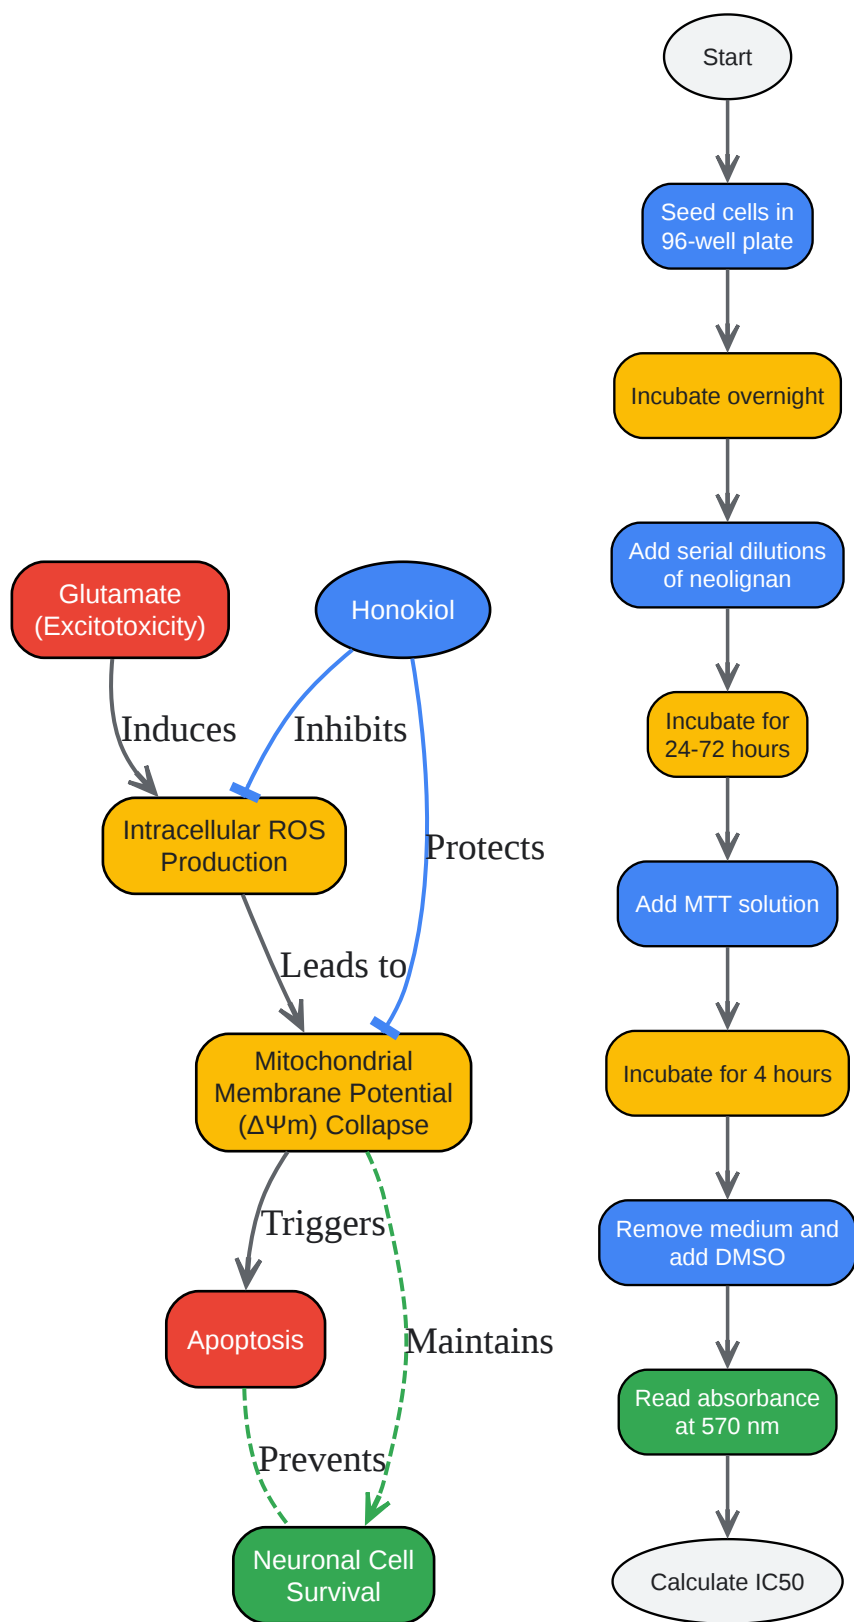 Glutamate
(Excitotoxicity)
Honokiol
Induces
Inhibits
Intracellular ROS
Production
Protects
Leads to
Mitochondrial
Membrane Potential
(ΔΨm) Collapse
Triggers
Apoptosis
Maintains
Prevents
Neuronal Cell
Survival
Start
Seed cells in
96-well plate
Incubate overnight
Add serial dilutions
of neolignan
Incubate for
24-72 hours
Add MTT solution
Incubate for 4 hours
Remove medium and
add DMSO
Read absorbance
at 570 nm
Calculate IC50